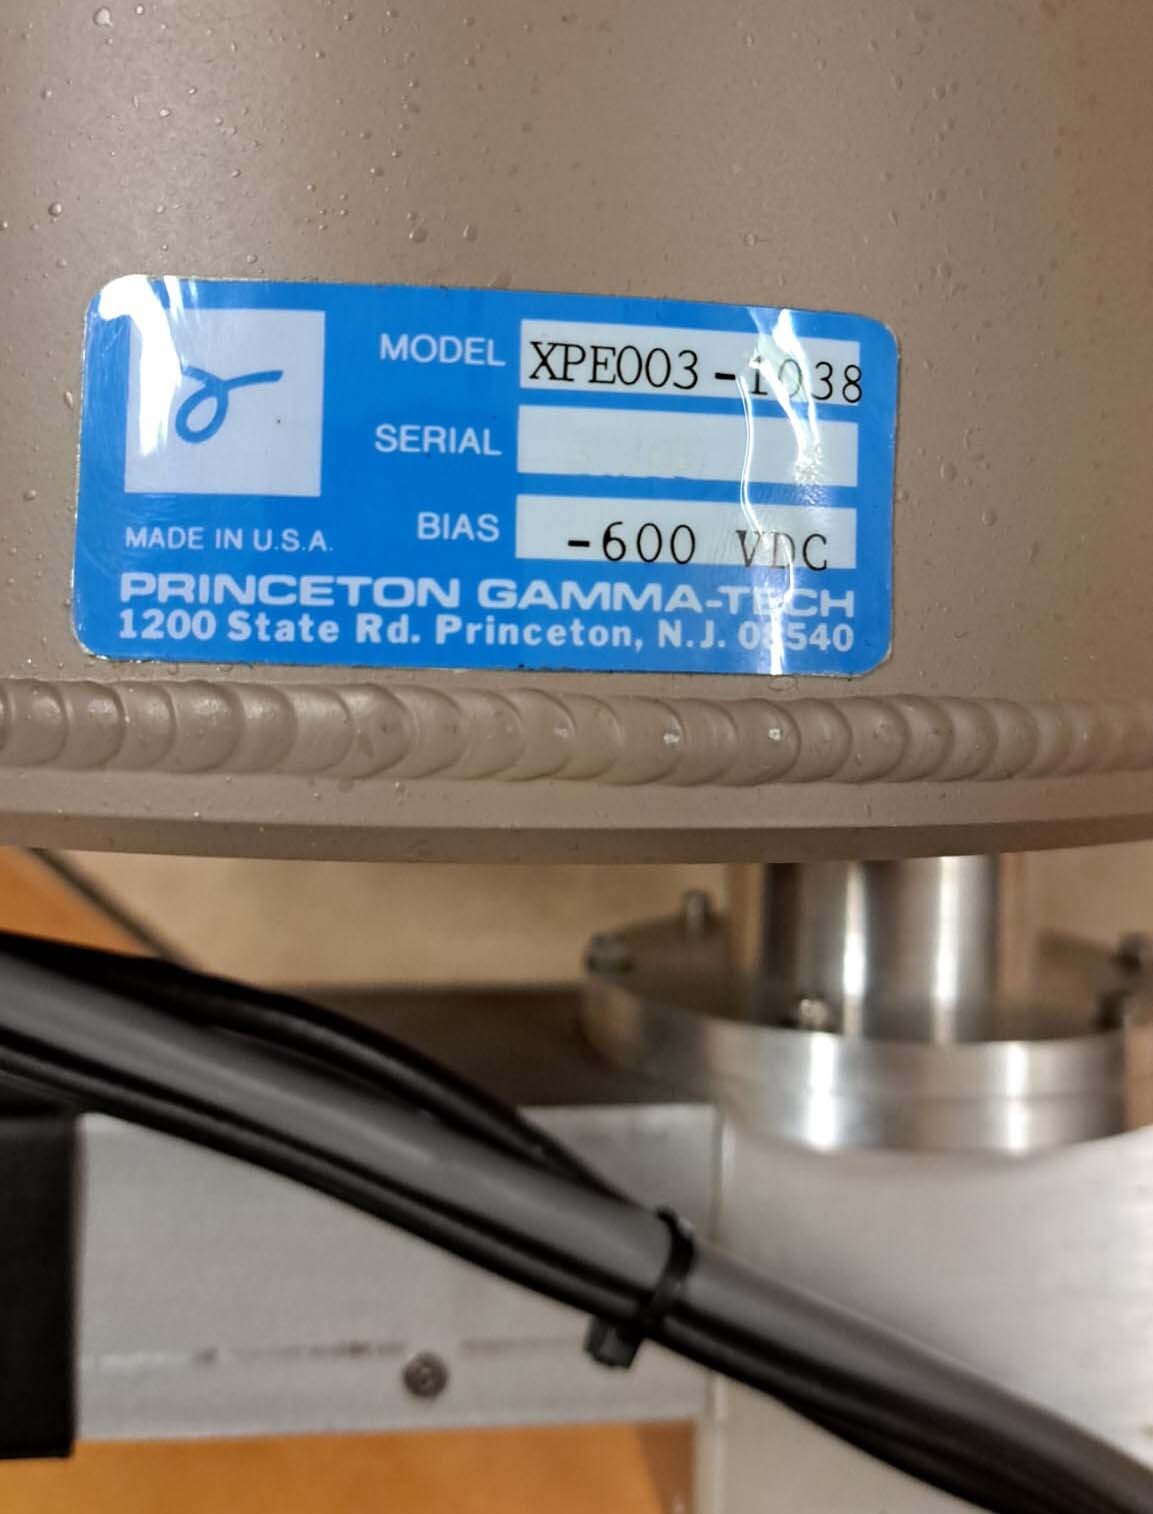 MODEL XPE003-1038
SERIAL
BIAS -600 VDC
MADE IN U.S.A.
PRINCETON GAMMA-TECH
1200 State Rd. Princeton, N.J. 08540